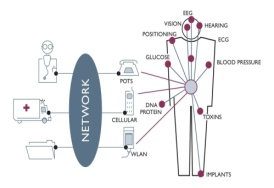 EEG
VISION
HEARING
POSITIONING
ECG
GLUCOSE
BLOOD PRESSURE
POTS
NETWORK
CELLULAR
DNA
PROTEIN
TOXINS
WLAN
IMPLANTS